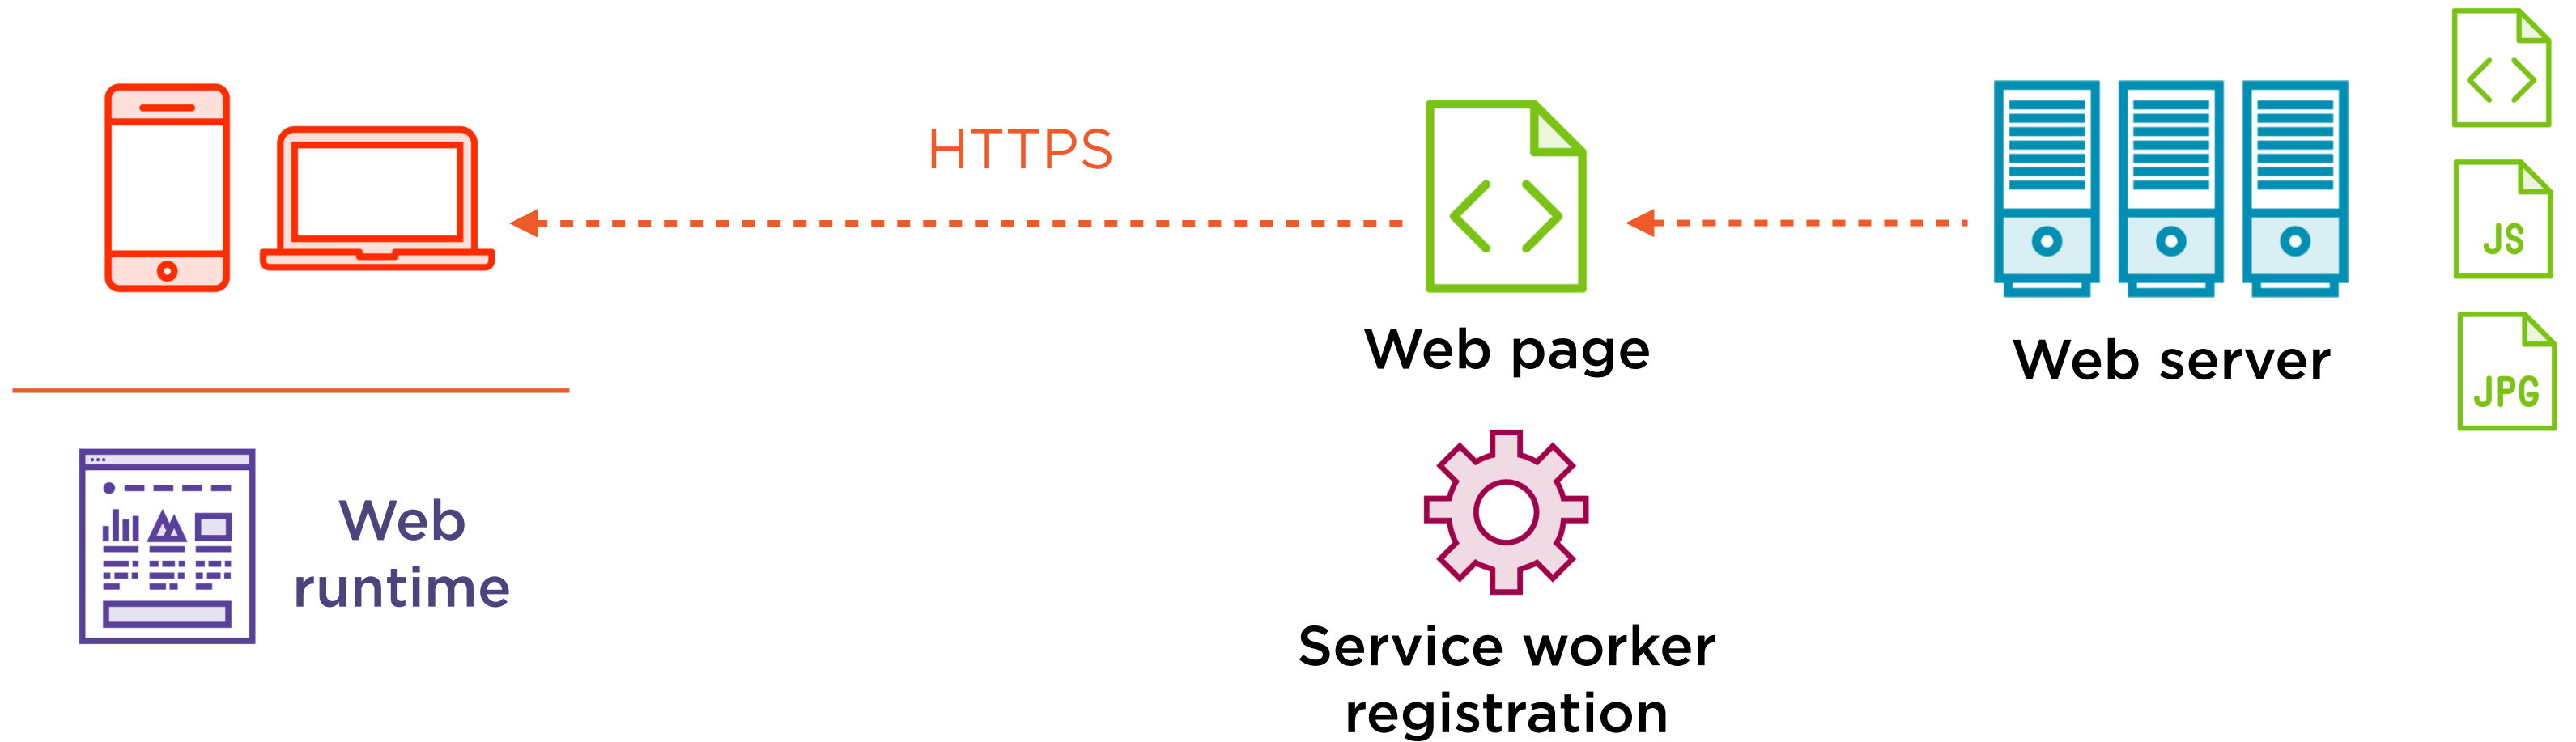 HTTPS
Web page
Web server
JS
JPG
Web
runtime
Service worker
registration